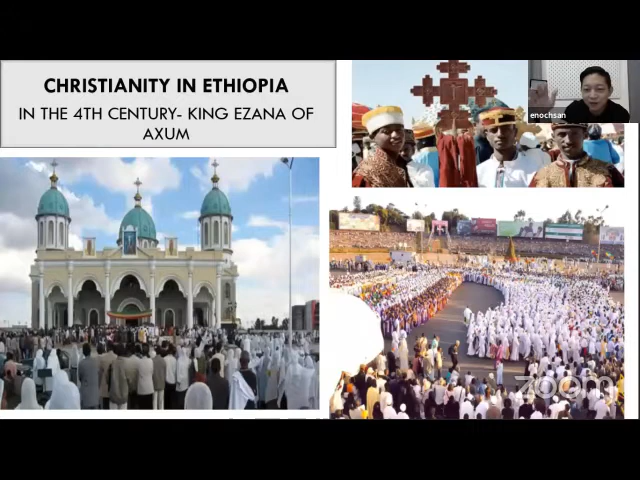 CHRISTIANITY IN ETHIOPIA
IN THE 4TH CENTURY- KING EZANA OF
AXUM
enochsan
zoom